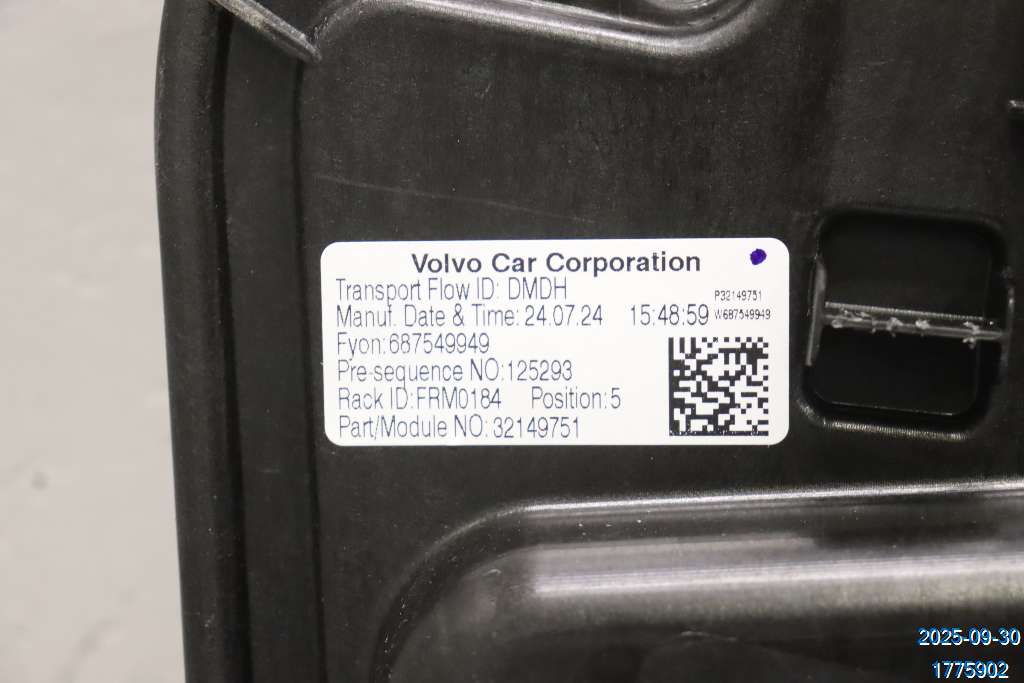 Volvo Car Corporation
Transport Flow ID: DMDH
P32149751
Manuf. Date & Time: 24.07.24 15:48:59
W687549949
Fyon:687549949
Pre-sequence NO:125293
Rack ID:FRM0184 Position:5
Part/Module NO:32149751
2025-09-30
1775902